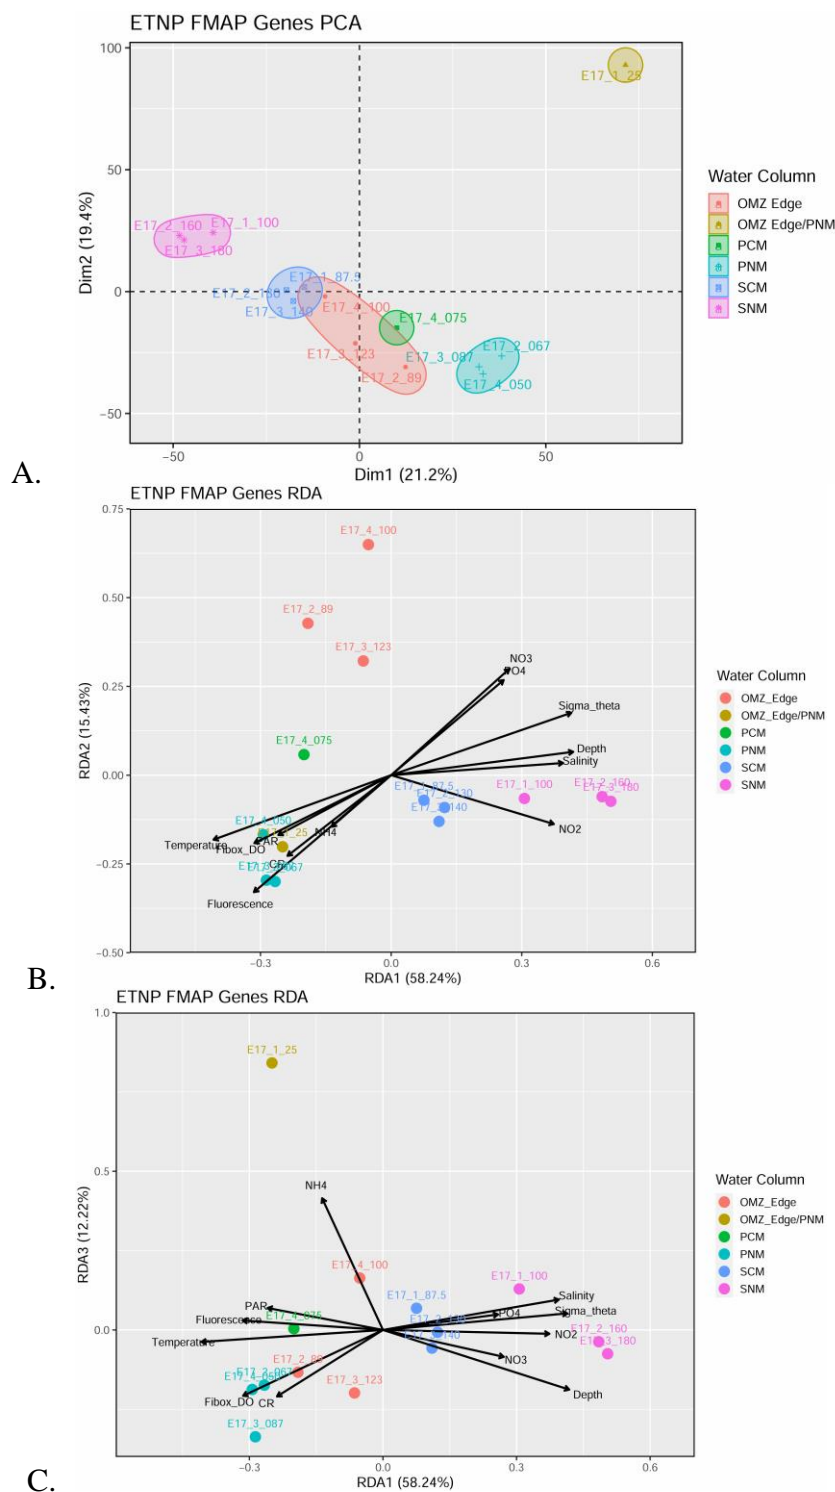 ETNP FMAP Genes PCA
100
50
0
−50
Dim2 (19.4%)
E17_1_25
E17_2_160
E17_1_100
E17_3_180
E17_1_87.5
E17_3_140
E17_4_100
E17_4_075
E17_3_123
E17_2_89
E17_3_087
E17_2_067
E17_4_050
−50
0
50
Dim1 (21.2%)
Water Column
OMZ Edge
OMZ Edge/PNM
PCM
PNM
SCM
SNM
A.
ETNP FMAP Genes RDA
0.75
0.50
0.25
0.00
−0.25
−0.50
RDA2 (15.43%)
E17_4_100
E17_2_89
E17_3_123
NO3
Sigma_theta
E17_4_075
Depth
Salinity
E17_1_100
E17_2_160
E17_3_180
E17_4_050
NH4
NO2
Temperature
Fibox_DO
PAR
CR
Fluorescence
−0.3
0.0
0.3
0.6
RDA1 (58.24%)
Water Column
OMZ_Edge
OMZ_Edge/PNM
PCM
PNM
SCM
SNM
B.
ETNP FMAP Genes RDA
1.0
0.5
0.0
RDA3 (12.22%)
E17_1_25
NH4
E17_4_100
E17_1_100
E17_1_87.5
PAR
Salinity
Fluorescence
E17_4_075
PO4
Sigma_theta
Temperature
NO2
E17_2_160
E17_3_180
NO3
E17_2_89
E17_2_067
E17_4_050
E17_3_123
Depth
Fibox_DO
CR
E17_3_087
−0.3
0.0
0.3
0.6
RDA1 (58.24%)
Water Column
OMZ_Edge
OMZ_Edge/PNM
PCM
PNM
SCM
SNM
C.